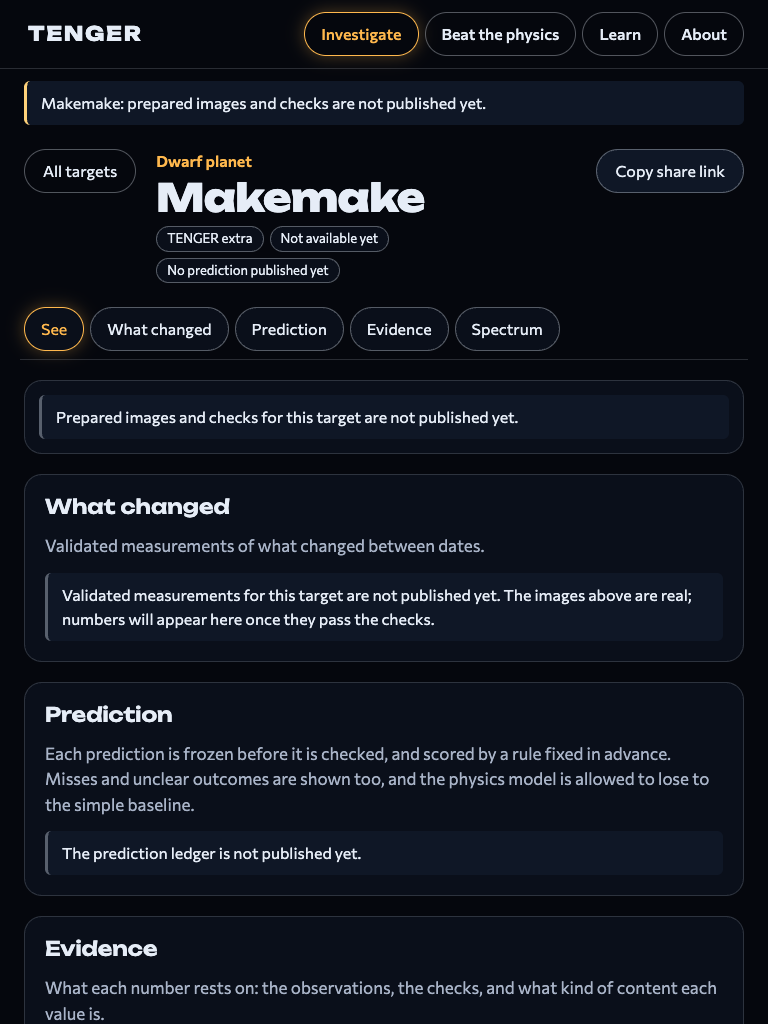 TENGER
Investigate
Beat the physics
Learn
About
Makemake: prepared images and checks are not published yet.
All targets
Dwarf planet
Makemake
TENGER extra
Not available yet
No prediction published yet
Copy share link
See
What changed
Prediction
Evidence
Spectrum
Prepared images and checks for this target are not published yet.
What changed
Validated measurements of what changed between dates.
Validated measurements for this target are not published yet. The images above are real;
numbers will appear here once they pass the checks.
Prediction
Each prediction is frozen before it is checked, and scored by a rule fixed in advance.
Misses and unclear outcomes are shown too, and the physics model is allowed to lose to
the simple baseline.
The prediction ledger is not published yet.
Evidence
What each number rests on: the observations, the checks, and what kind of content each
value is.